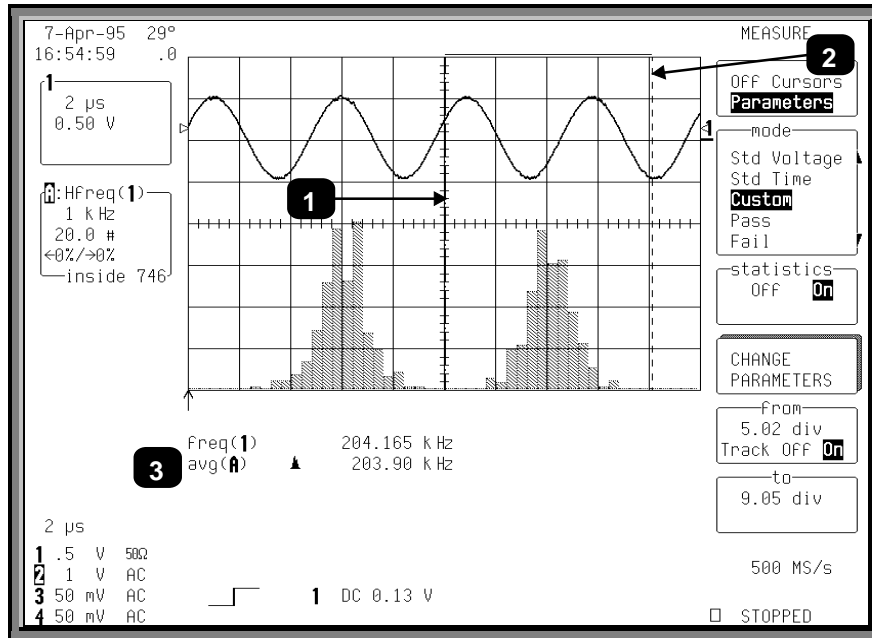 7-Apr-95 29°
16:54:59 .0
1
2 µs
0.50 V
A:Hfreq(1)
1 kHz
20.0 #
←0%/→0%
inside 746
1
2
3
1
freq(1) 204.165 kHz
avg(A) 203.90 kHz
2 µs
1 .5 V 50Ω
2 1 V AC
3 50 mV AC
4 50 mV AC
1 DC 0.13 V
MEASURE
Off Cursors
Parameters
mode
Std Voltage
Std Time
Custom
Pass
Fail
statistics
Off On
CHANGE
PARAMETERS
from
5.02 div
Track Off On
to
9.05 div
500 MS/s
□ STOPPED